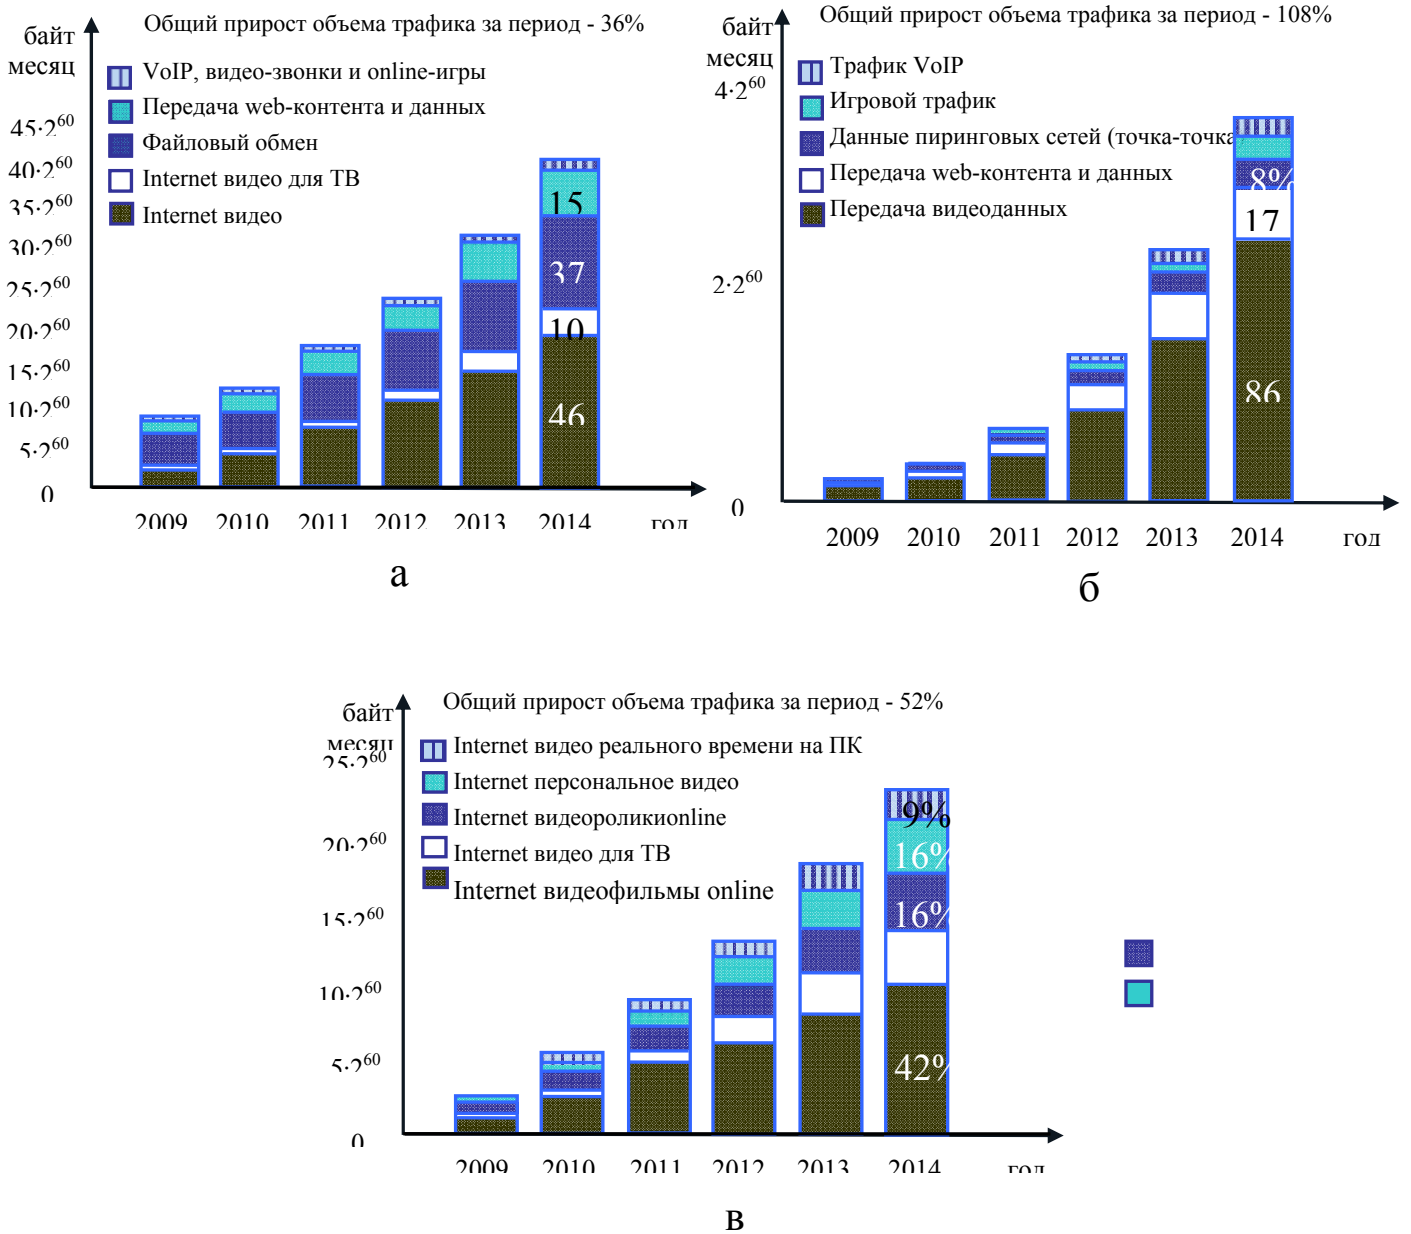 Общий прирост объема трафика за период - 36%
байт
месяц
VoIP, видео-звонки и online-игры
Передача web-контента и данных
Файловый обмен
Internet видео для ТВ
Internet видео
45·2⁶⁰
40·2⁶⁰
35·2⁶⁰
30·2⁶⁰
25·2⁶⁰
20·2⁶⁰
15·2⁶⁰
10·2⁶⁰
5·2⁶⁰
0
15
37
10
46
2009 2010 2011 2012 2013 2014 год
а
Общий прирост объема трафика за период - 108%
байт
месяц
4·2⁶⁰
2·2⁶⁰
0
Трафик VoIP
Игровой трафик
Данные пиринговых сетей (точка-точка
Передача web-контента и данных
Передача видеоданных
8%
17
86
2009 2010 2011 2012 2013 2014 год
б
Общий прирост объема трафика за период - 52%
байт
месяц
25·2⁶⁰
20·2⁶⁰
15·2⁶⁰
10·2⁶⁰
5·2⁶⁰
0
Internet видео реального времени на ПК
Internet персональное видео
Internet видеороликиonline
Internet видео для ТВ
Internet видеофильмы online
9%
16%
16%
42%
2009 2010 2011 2012 2013 2014 год
в